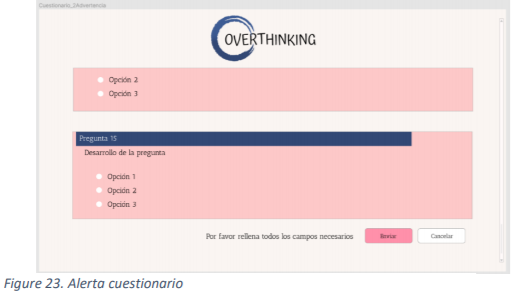 Cuestionario_2Advertencia
OVERTHINKING
Opción 2
Opción 3
Pregunta 15
Desarrollo de la pregunta
Opción 1
Opción 2
Opción 3
Por favor rellena todos los campos necesarios
Enviar
Cancelar
Figure 23. Alerta cuestionario